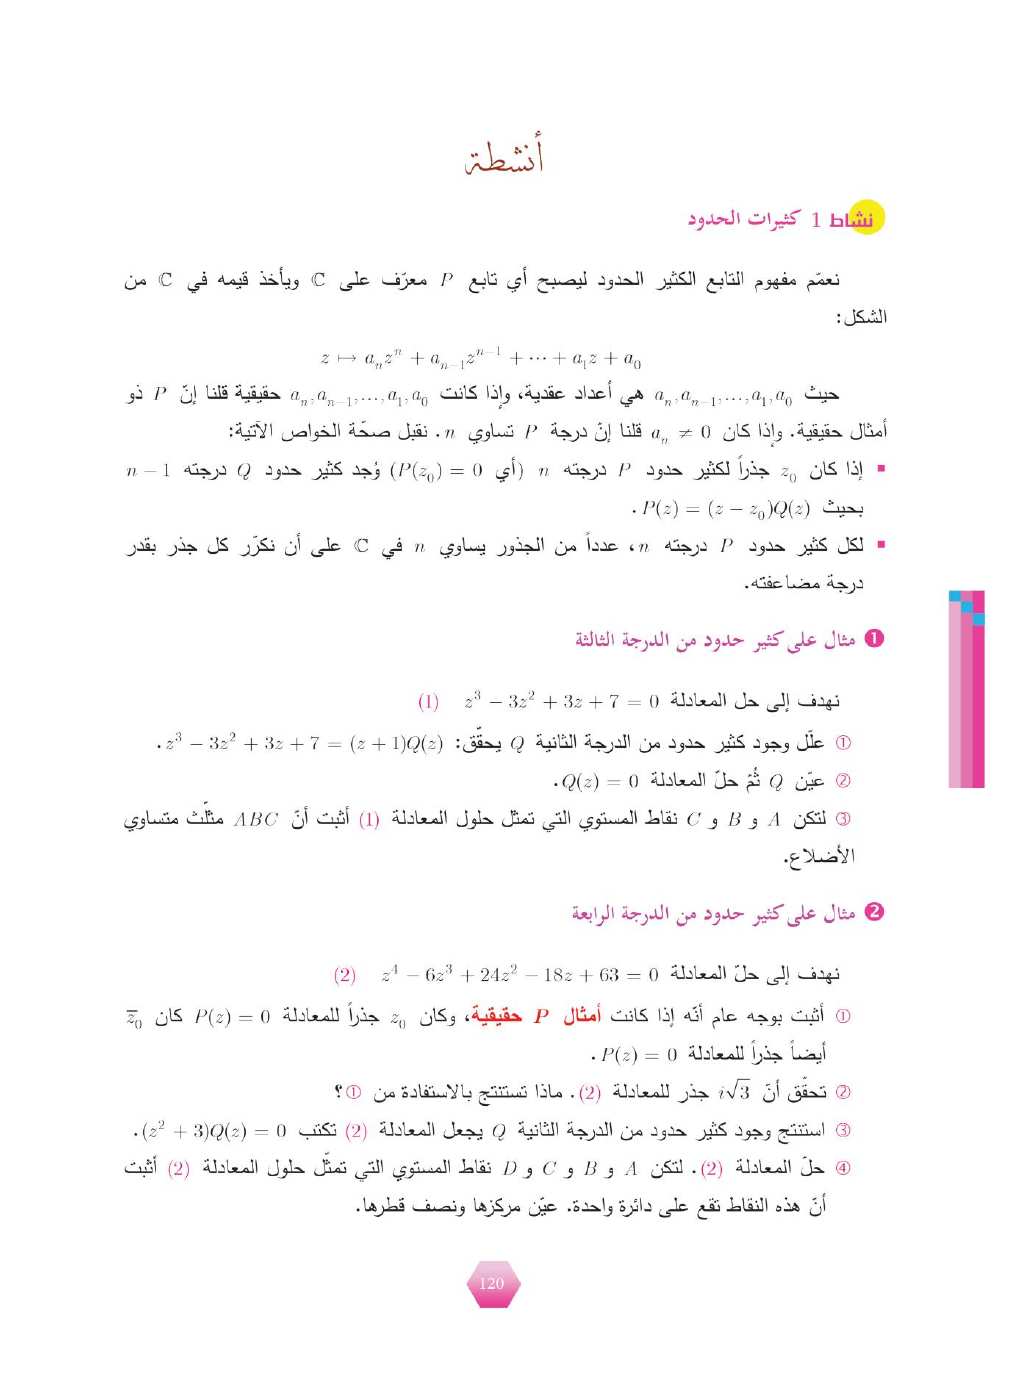 أنشطة
نشاط 1 كثيرات الحدود
نعمّم مفهوم التابع الكثير الحدود ليصبح أي تابع P معرّف على ℂ ويأخذ قيمه في ℂ من
الشكل:
z ↦ aₙzⁿ + aₙ₋₁zⁿ⁻¹ + ⋯ + a₁z + a₀
حيث aₙ, aₙ₋₁, …, a₁, a₀ هي أعداد عقدية، وإذا كانت aₙ, aₙ₋₁, …, a₁, a₀ حقيقية قلنا إنّ P ذو
أمثال حقيقية. وإذا كان aₙ ≠ 0 قلنا إنّ درجة P تساوي n. نقبل صحّة الخواص الآتية:
▪ إذا كان z₀ جذراً لكثير حدود P درجته n (أي P(z₀) = 0) وُجد كثير حدود Q درجته n − 1
بحيث P(z) = (z − z₀)Q(z).
▪ لكل كثير حدود P درجته n، عدداً من الجذور يساوي n في ℂ على أن نكرّر كل جذر بقدر
درجة مضاعفته.
❶ مثال على كثير حدود من الدرجة الثالثة
نهدف إلى حل المعادلة z³ − 3z² + 3z + 7 = 0 (1)
① علّل وجود كثير حدود من الدرجة الثانية Q يحقّق: z³ − 3z² + 3z + 7 = (z + 1)Q(z).
② عيّن Q ثُمّ حلّ المعادلة Q(z) = 0.
③ لتكن A و B و C نقاط المستوي التي تمثل حلول المعادلة (1) أثبت أنّ ABC مثلّث متساوي
الأضلاع.
❷ مثال على كثير حدود من الدرجة الرابعة
نهدف إلى حلّ المعادلة z⁴ − 6z³ + 24z² − 18z + 63 = 0 (2)
① أثبت بوجه عام أنّه إذا كانت أمثال P حقيقية، وكان z₀ جذراً للمعادلة P(z) = 0 كان z̄₀
أيضاً جذراً للمعادلة P(z) = 0.
② تحقّق أنّ i√3 جذر للمعادلة (2). ماذا تستنتج بالاستفادة من ①؟
③ استنتج وجود كثير حدود من الدرجة الثانية Q يجعل المعادلة (2) تكتب (z² + 3)Q(z) = 0.
④ حلّ المعادلة (2). لتكن A و B و C و D نقاط المستوي التي تمثّل حلول المعادلة (2) أثبت
أنّ هذه النقاط تقع على دائرة واحدة. عيّن مركزها ونصف قطرها.
120